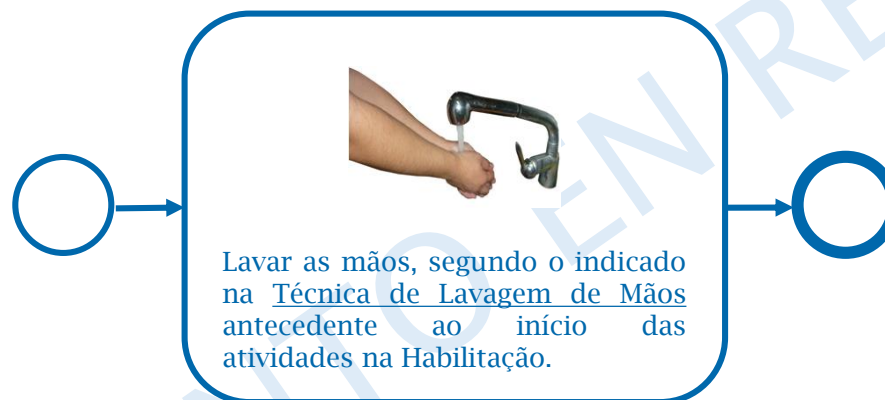 Lavar as mãos, segundo o indicado
na Técnica de Lavagem de Mãos
antecedente ao início das
atividades na Habilitação.